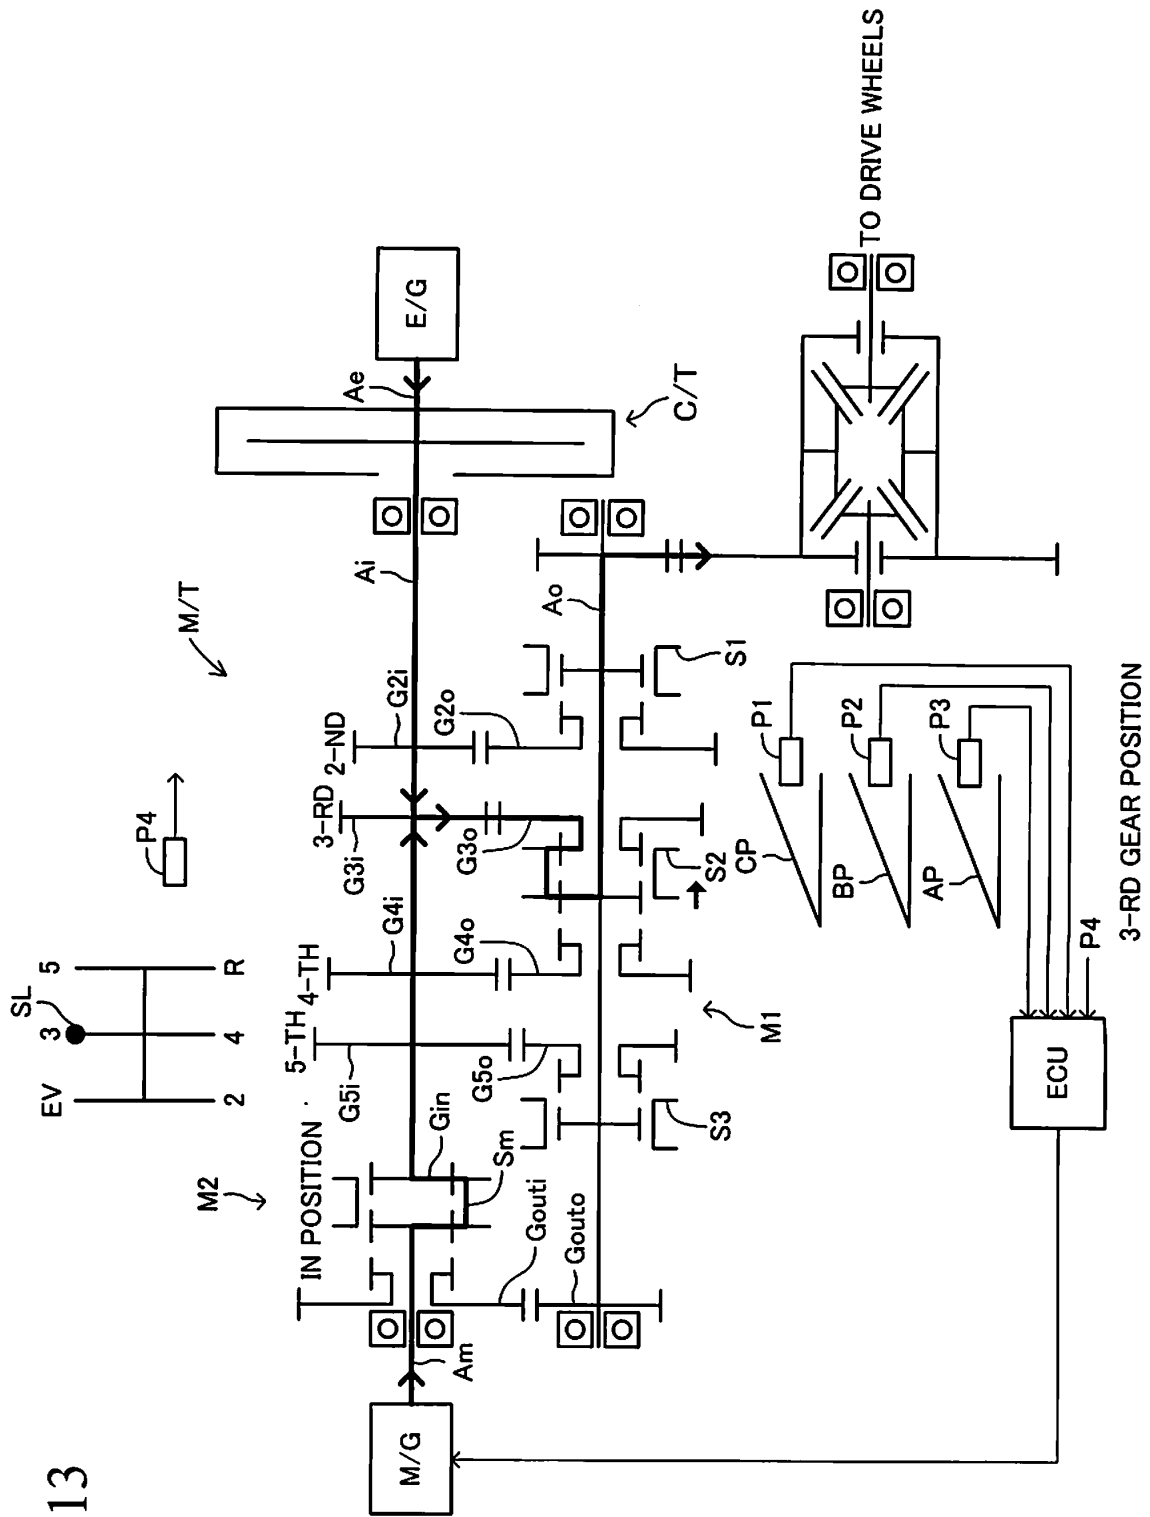 13
EV
3
SL
5
2
4
R
P4
M/T
M2
IN POSITION
5-TH
4-TH
3-RD
2-ND
G5i
G4i
G3i
G2i
Ai
Ae
E/G
M/G
Am
Gin
Sm
Gouti
Gouto
G5o
G4o
G3o
G2o
Ao
C/T
S3
M1
S2
S1
TO DRIVE WHEELS
CP
P1
BP
P2
AP
P3
ECU
P4
3-RD GEAR POSITION